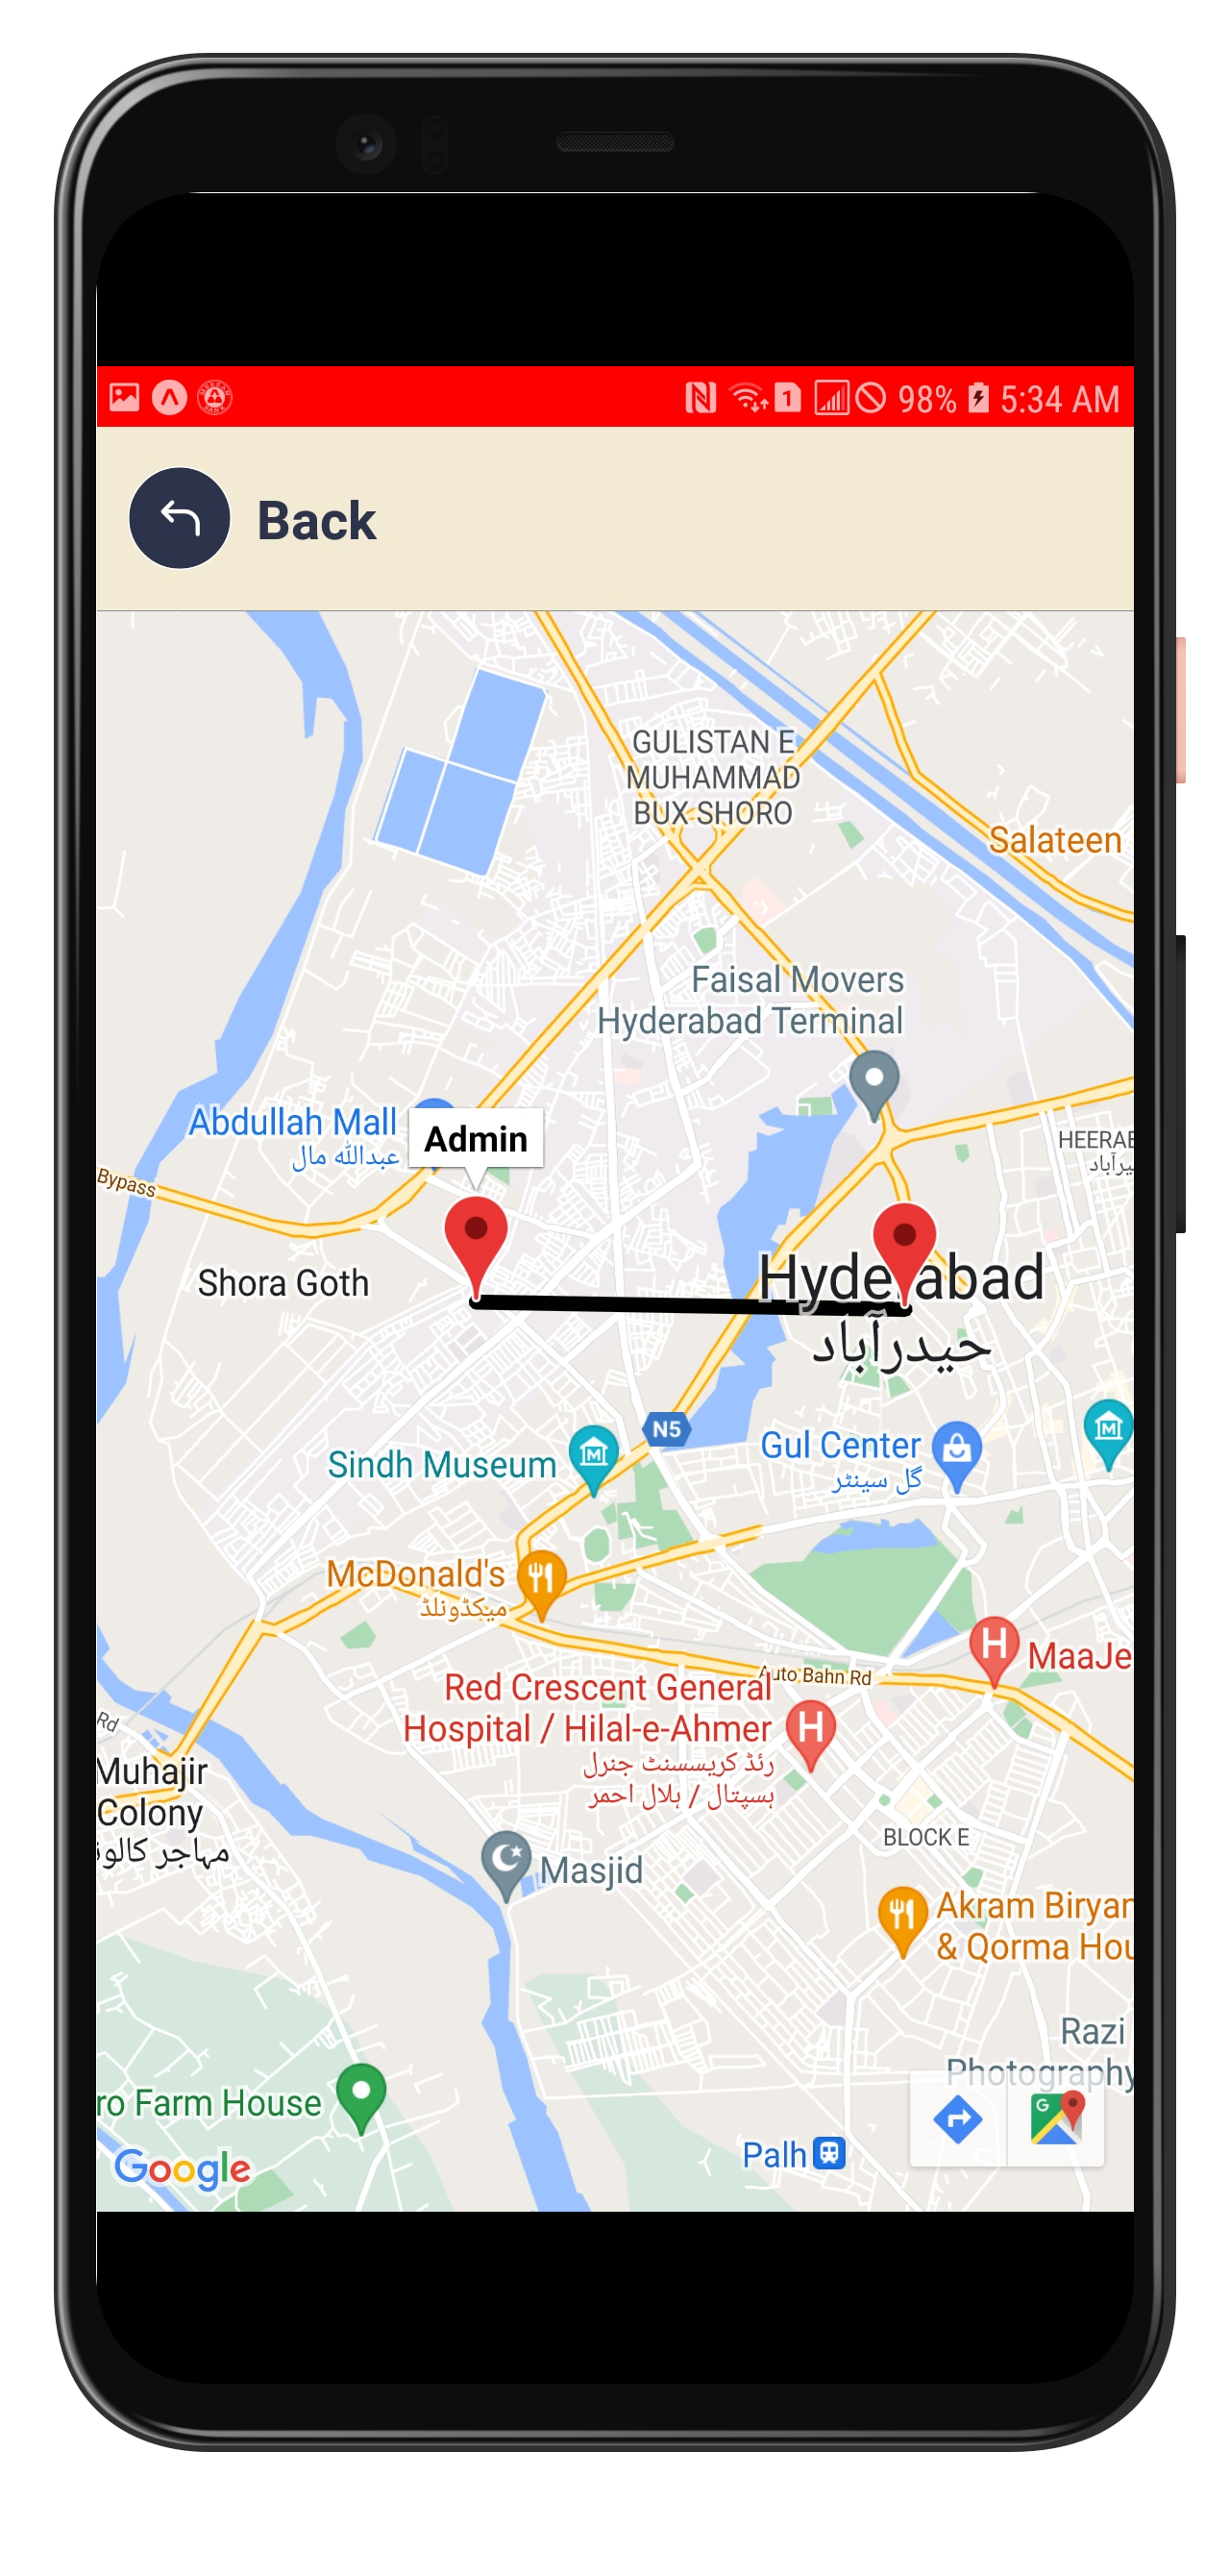 98% 5:34 AM
Back
GULISTAN E
MUHAMMAD
BUX SHORO
Salateen
Faisal Movers
Hyderabad Terminal
Abdullah Mall
عبداللہ مال
Admin
HEERAB
Bypass
Shora Goth
Hyderabad
حیدرآباد
N5
Sindh Museum
Gul Center
گل سینٹر
McDonald's
میکڈونلڈ
Auto Bahn Rd
MaaJe
Red Crescent General
Hospital / Hilal-e-Ahmer
رئڈ کریسسنٹ جنرل
ہسپتال / ہلال احمر
Rd
Muhajir
Colony
مہاجر کالو
BLOCK E
Masjid
Akram Biryan
& Qorma Hou
Razi
Photography
ro Farm House
Google
Palh